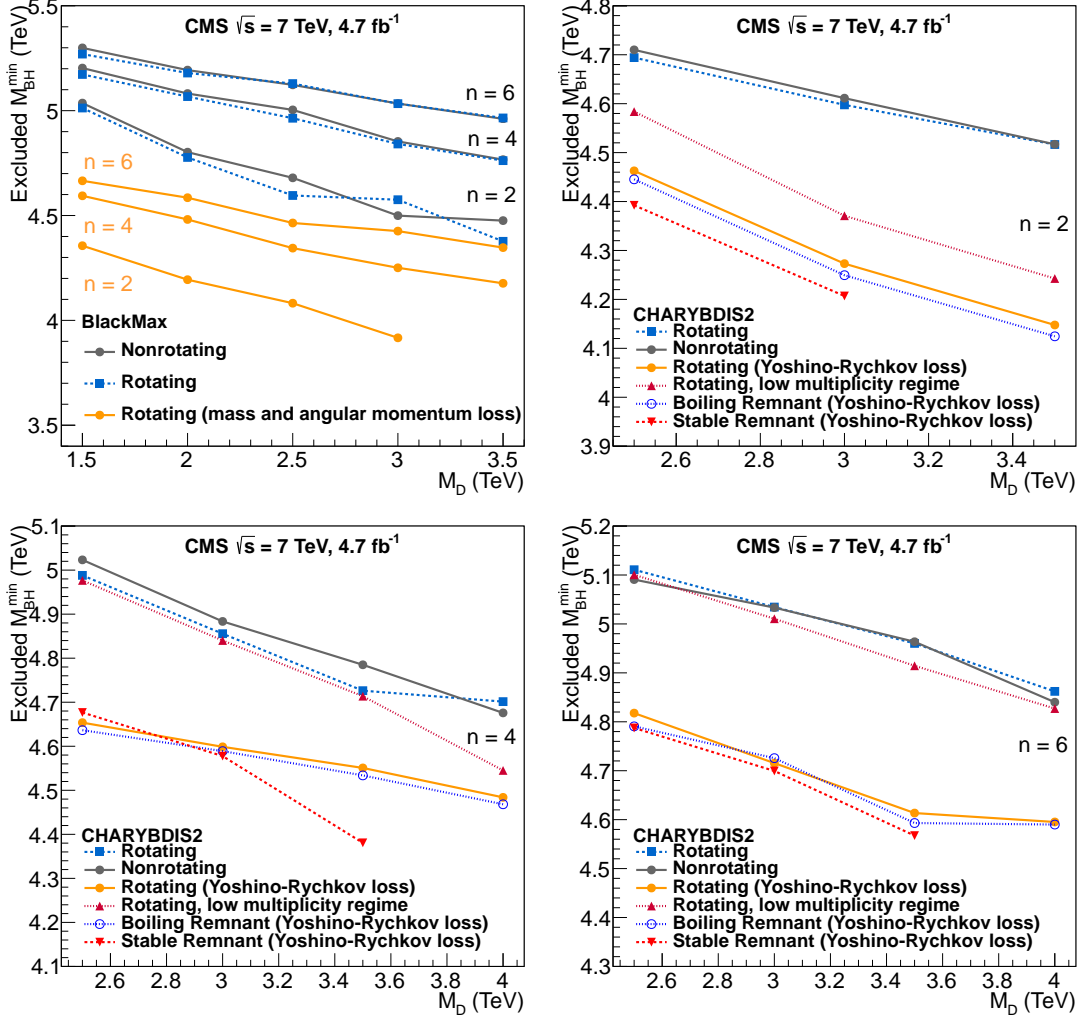 CMS √s = 7 TeV, 4.7 fb⁻¹
Excluded M_BH^min (TeV)
5.5
5
4.5
4
3.5
n = 6
n = 4
n = 2
n = 6
n = 4
n = 2
BlackMax
Nonrotating
Rotating
Rotating (mass and angular momentum loss)
1.5 2 2.5 3 3.5
M_D (TeV)
CMS √s = 7 TeV, 4.7 fb⁻¹
Excluded M_BH^min (TeV)
4.8
4.7
4.6
4.5
4.4
4.3
4.2
4.1
4
3.9
n = 2
CHARYBDIS2
Rotating
Nonrotating
Rotating (Yoshino-Rychkov loss)
Rotating, low multiplicity regime
Boiling Remnant (Yoshino-Rychkov loss)
Stable Remnant (Yoshino-Rychkov loss)
2.6 2.8 3 3.2 3.4
M_D (TeV)
CMS √s = 7 TeV, 4.7 fb⁻¹
Excluded M_BH^min (TeV)
5.1
5
4.9
4.8
4.7
4.6
4.5
4.4
4.3
4.2
4.1
n = 4
CHARYBDIS2
Rotating
Nonrotating
Rotating (Yoshino-Rychkov loss)
Rotating, low multiplicity regime
Boiling Remnant (Yoshino-Rychkov loss)
Stable Remnant (Yoshino-Rychkov loss)
2.6 2.8 3 3.2 3.4 3.6 3.8 4
M_D (TeV)
CMS √s = 7 TeV, 4.7 fb⁻¹
Excluded M_BH^min (TeV)
5.2
5.1
5
4.9
4.8
4.7
4.6
4.5
4.4
4.3
n = 6
CHARYBDIS2
Rotating
Nonrotating
Rotating (Yoshino-Rychkov loss)
Rotating, low multiplicity regime
Boiling Remnant (Yoshino-Rychkov loss)
Stable Remnant (Yoshino-Rychkov loss)
2.6 2.8 3 3.2 3.4 3.6 3.8 4
M_D (TeV)